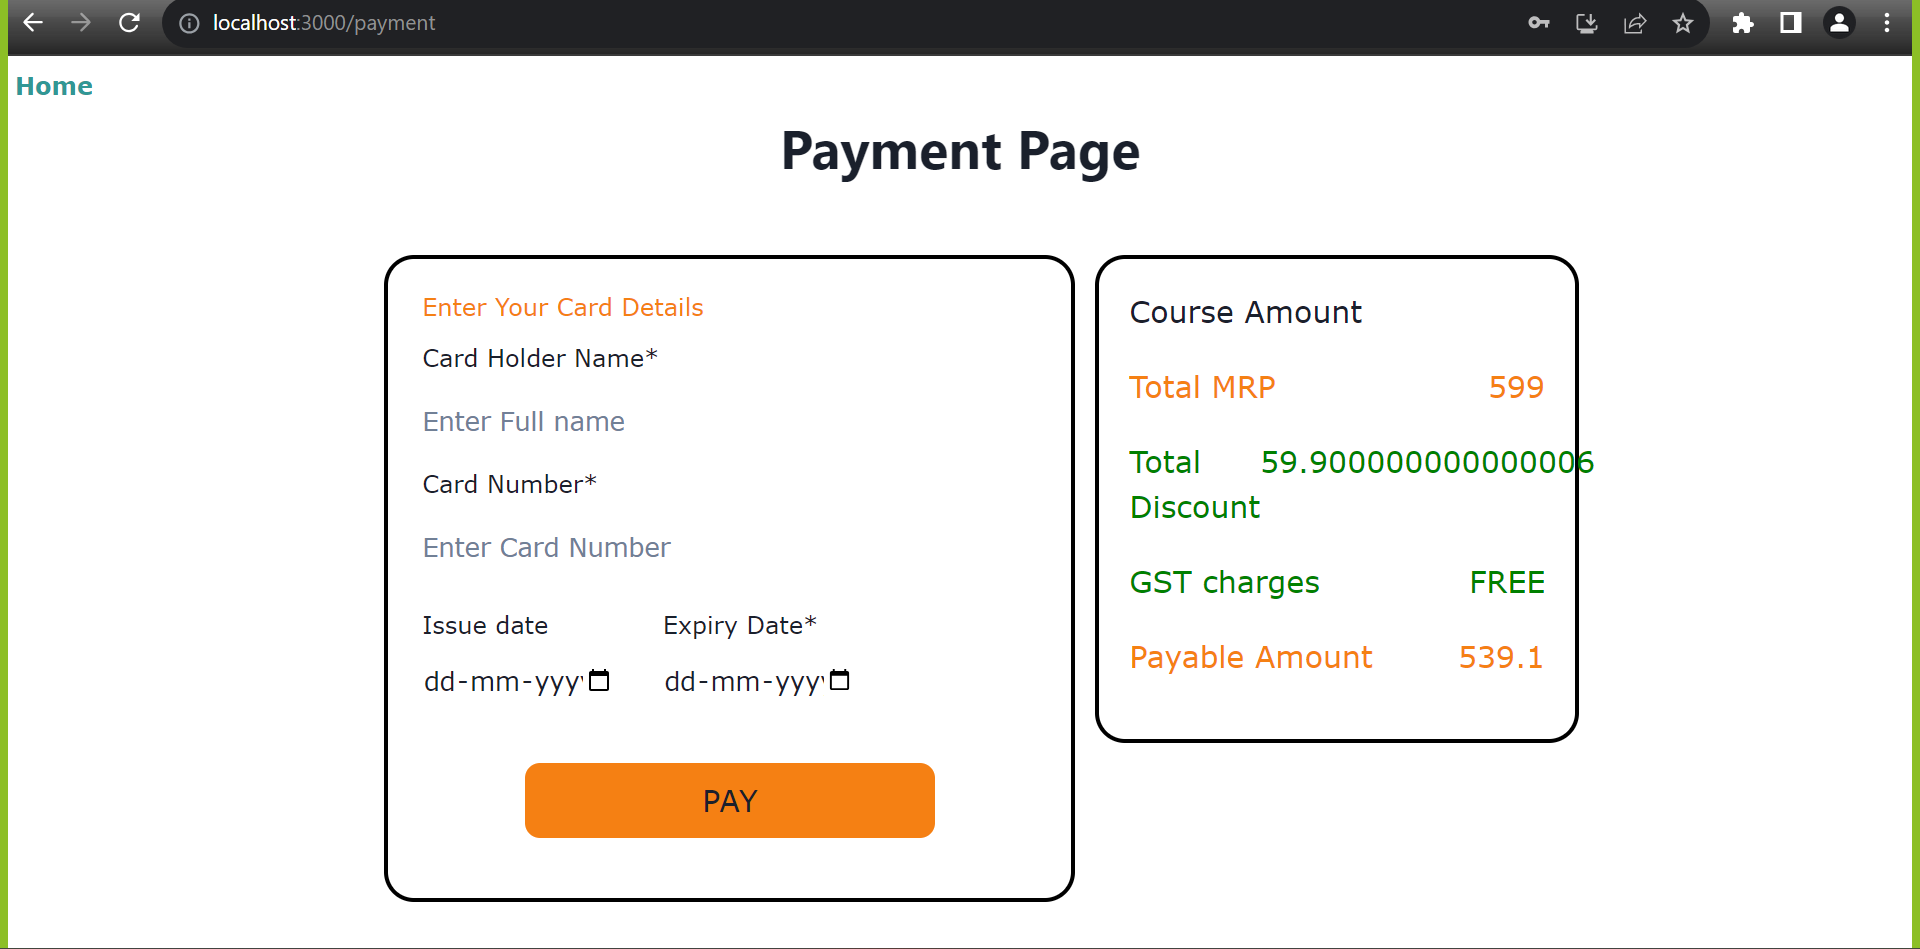 localhost:3000/payment
Home
Payment Page
Enter Your Card Details
Card Holder Name*
Enter Full name
Card Number*
Enter Card Number
Issue date Expiry Date*
dd-mm-yyyy dd-mm-yyyy
PAY
Course Amount
Total MRP 599
Total 59.900000000000006
Discount
GST charges FREE
Payable Amount 539.1